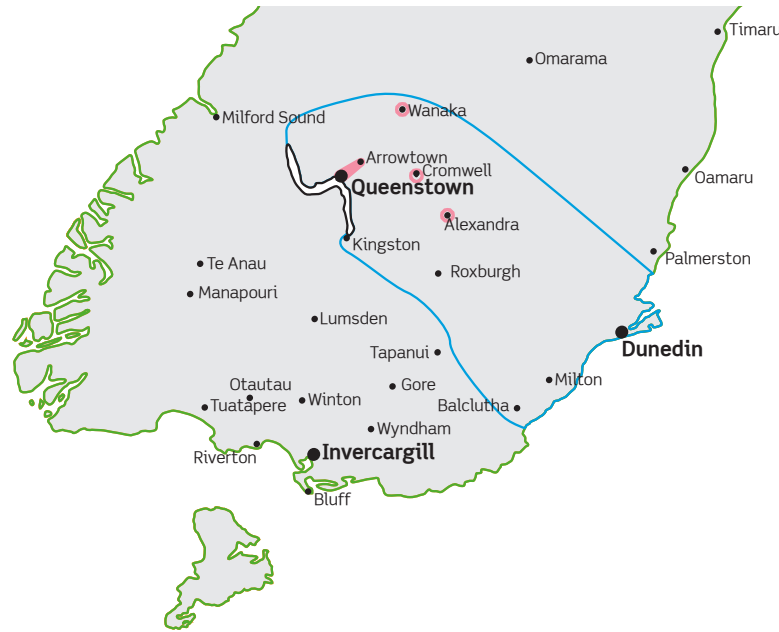 Timaru
Omarama
Wanaka
Milford Sound
Arrowtown
Cromwell
Oamaru
Queenstown
Alexandra
Kingston
Palmerston
Te Anau
Roxburgh
Manapouri
Lumsden
Dunedin
Tapanui
Otautau
Gore
Milton
Tuatapere
Winton
Balclutha
Wyndham
Riverton
Invercargill
Bluff